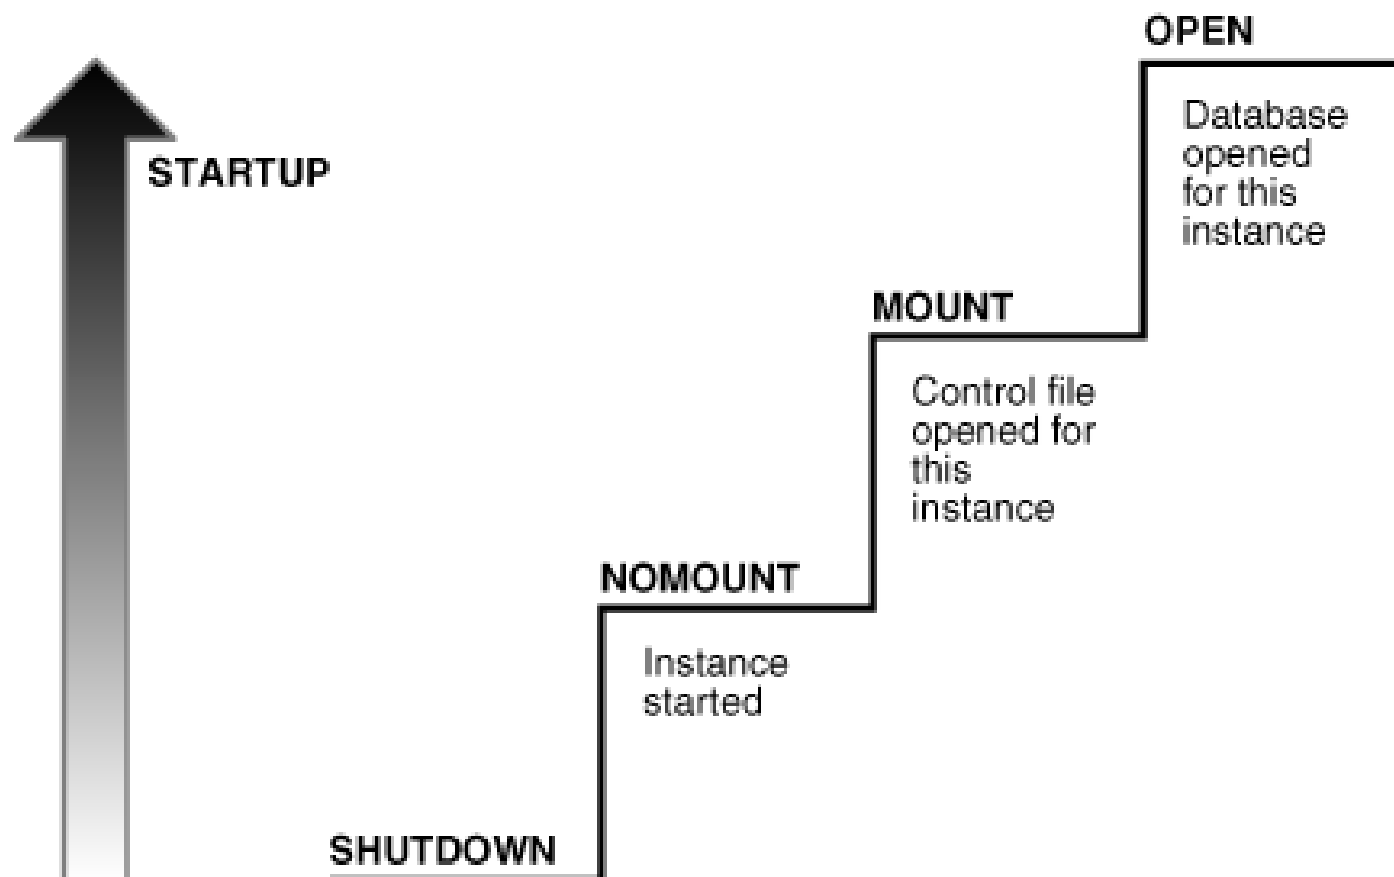 OPEN
Database
opened
for this
instance
STARTUP
MOUNT
Control file
opened for
this
instance
NOMOUNT
Instance
started
SHUTDOWN